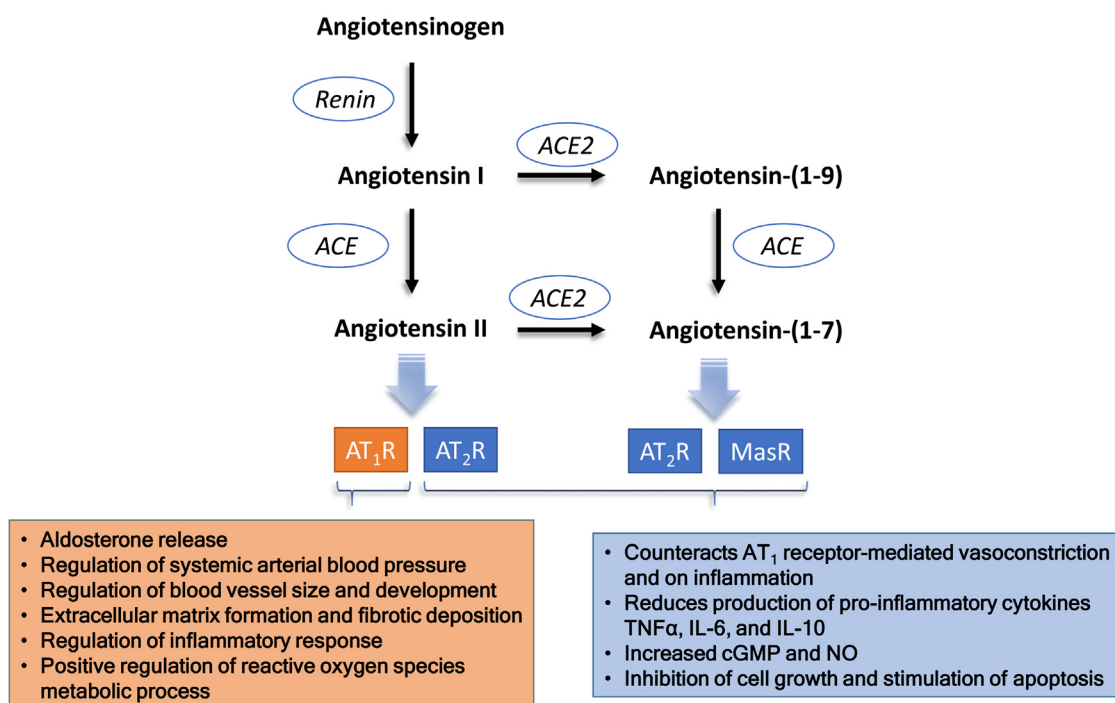 Angiotensinogen
Renin
ACE2
Angiotensin I
Angiotensin-(1-9)
ACE
ACE
ACE2
Angiotensin II
Angiotensin-(1-7)
AT₁R
AT₂R
AT₂R
MasR
• Aldosterone release
• Regulation of systemic arterial blood pressure
• Regulation of blood vessel size and development
• Extracellular matrix formation and fibrotic deposition
• Regulation of inflammatory response
• Positive regulation of reactive oxygen species
metabolic process
• Counteracts AT₁ receptor-mediated vasoconstriction
and on inflammation
• Reduces production of pro-inflammatory cytokines
TNFα, IL-6, and IL-10
• Increased cGMP and NO
• Inhibition of cell growth and stimulation of apoptosis